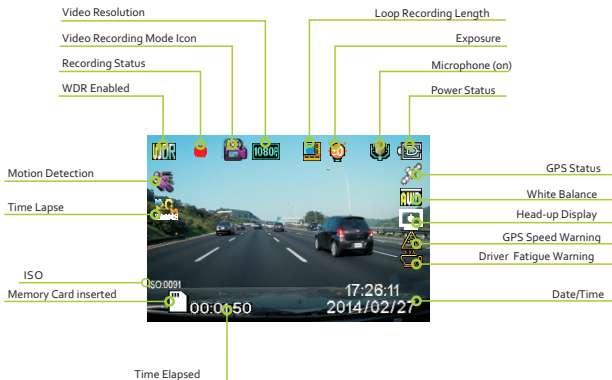 Video Resolution
Loop Recording Length
Video Recording Mode Icon
Exposure
Recording Status
Microphone (on)
WDR Enabled
Power Status
WDR
1080P
Motion Detection
GPS Status
AWB
White Balance
Time Lapse
Head-up Display
GPS Speed Warning
Driver Fatigue Warning
ISO
ISO:0091
Memory Card inserted
17:26:11
Date/Time
00:01:50
2014/02/27
Time Elapsed